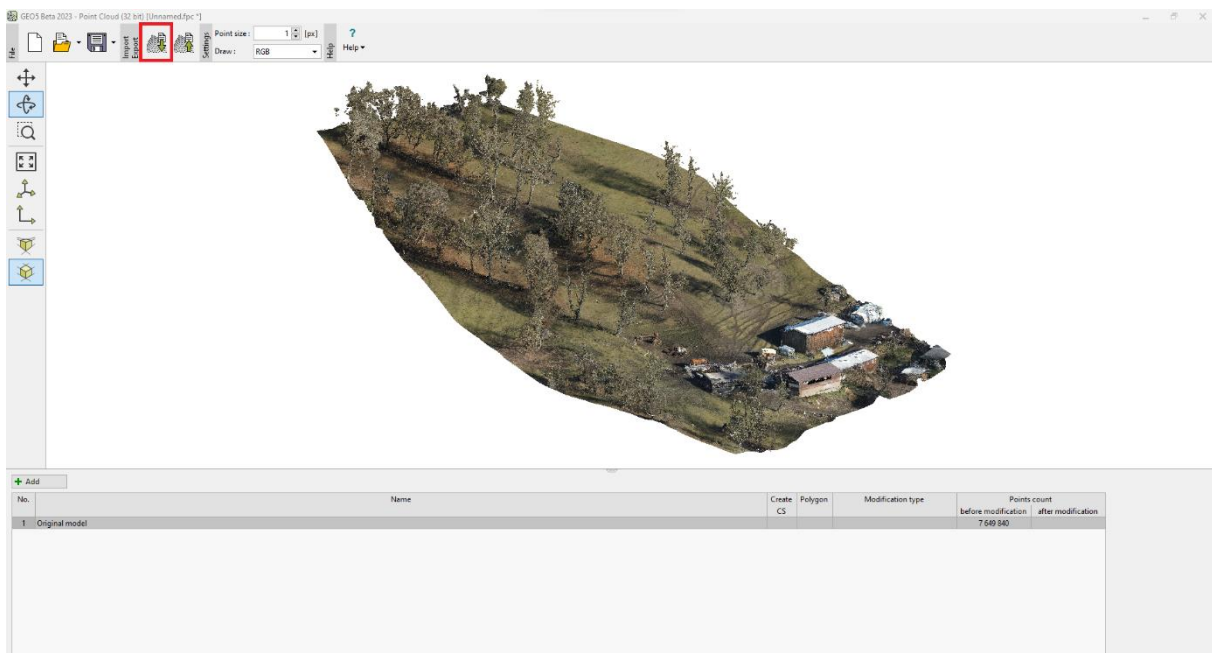 GEO5 Beta 2023 - Point Cloud (32 bit) [Unnamed.fpc *]
File
Import
Export
Settings
Point size :
1
[px]
Draw :
RGB
Help
?
Help
Add
No.
Name
Create
CS
Polygon
Modification type
Points count
before modification
after modification
1
Original model
7 649 840